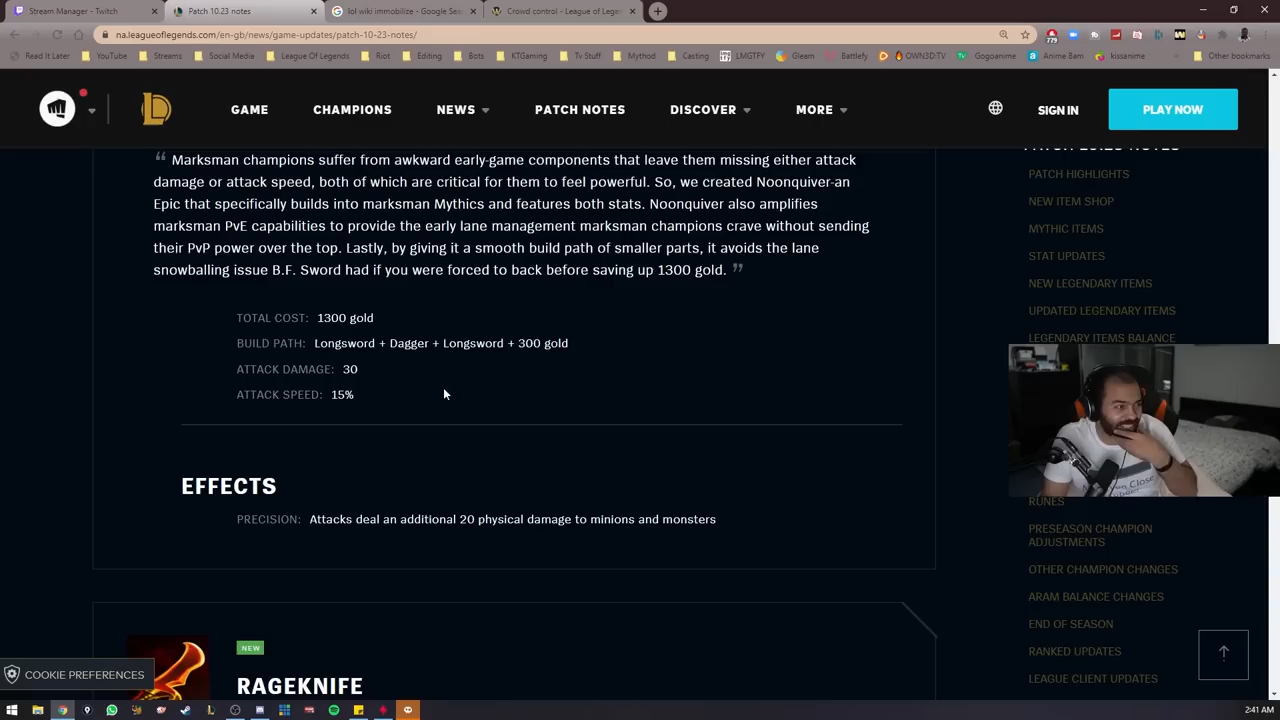 Stream Manager - Twitch
Patch 10.23 notes
lol wiki immobilize - Google Sea
Crowd control - League of Legen
na.leagueoflegends.com/en-gb/news/game-updates/patch-10-23-notes/
779
Read It Later YouTube Streams Social Media League Of Legends Riot Editing Bots KTGaming Tv Stuff Mythod Casting LMGTFY Gleam Battlefy OWN3D:TV Gogoanime Anime Bam kissanime Other bookmarks
GAME CHAMPIONS NEWS PATCH NOTES DISCOVER MORE SIGN IN PLAY NOW
“ Marksman champions suffer from awkward early-game components that leave them missing either attack
damage or attack speed, both of which are critical for them to feel powerful. So, we created Noonquiver-an
Epic that specifically builds into marksman Mythics and features both stats. Noonquiver also amplifies
marksman PvE capabilities to provide the early lane management marksman champions crave without sending
their PvP power over the top. Lastly, by giving it a smooth build path of smaller parts, it avoids the lane
snowballing issue B.F. Sword had if you were forced to back before saving up 1300 gold. ”
TOTAL COST: 1300 gold
BUILD PATH: Longsword + Dagger + Longsword + 300 gold
ATTACK DAMAGE: 30
ATTACK SPEED: 15%
EFFECTS
PRECISION: Attacks deal an additional 20 physical damage to minions and monsters
NEW
RAGEKNIFE
COOKIE PREFERENCES
PATCH 10.23 NOTES
PATCH HIGHLIGHTS
NEW ITEM SHOP
MYTHIC ITEMS
STAT UPDATES
NEW LEGENDARY ITEMS
UPDATED LEGENDARY ITEMS
LEGENDARY ITEMS BALANCE
RUNES
PRESEASON CHAMPION
ADJUSTMENTS
OTHER CHAMPION CHANGES
ARAM BALANCE CHANGES
END OF SEASON
RANKED UPDATES
LEAGUE CLIENT UPDATES
2:41 AM